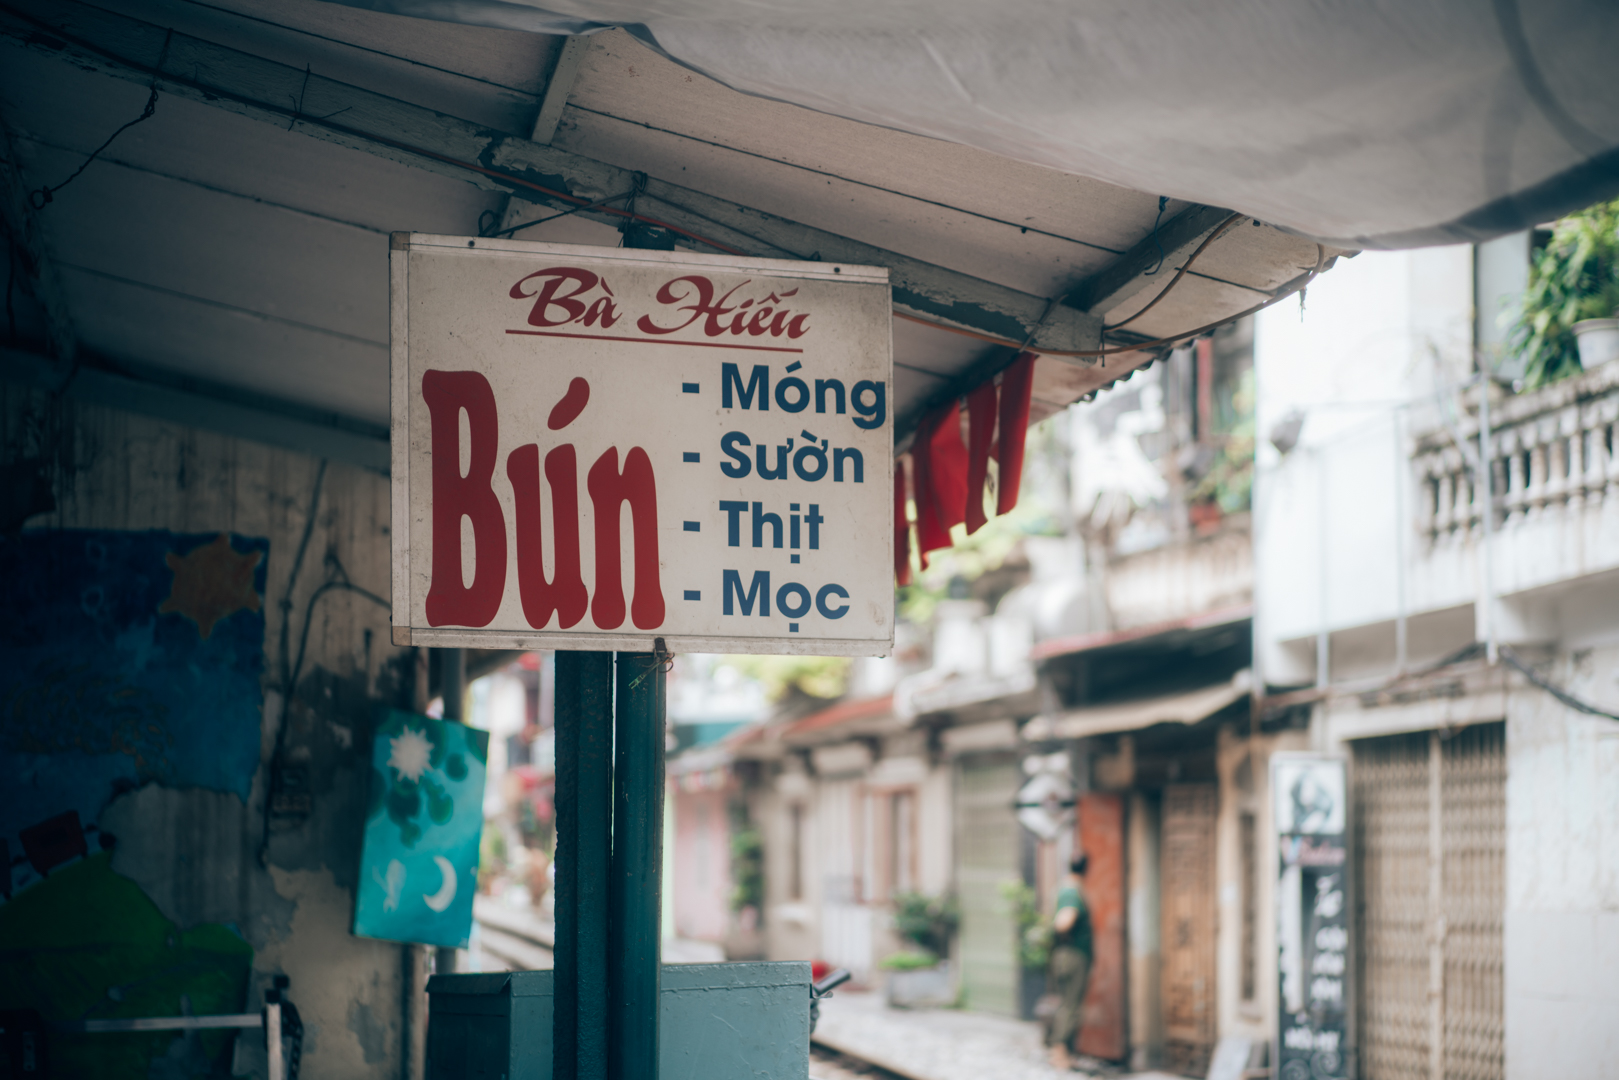 Bà Hiếu
Bún
- Móng
- Sườn
- Thịt
- Mọc